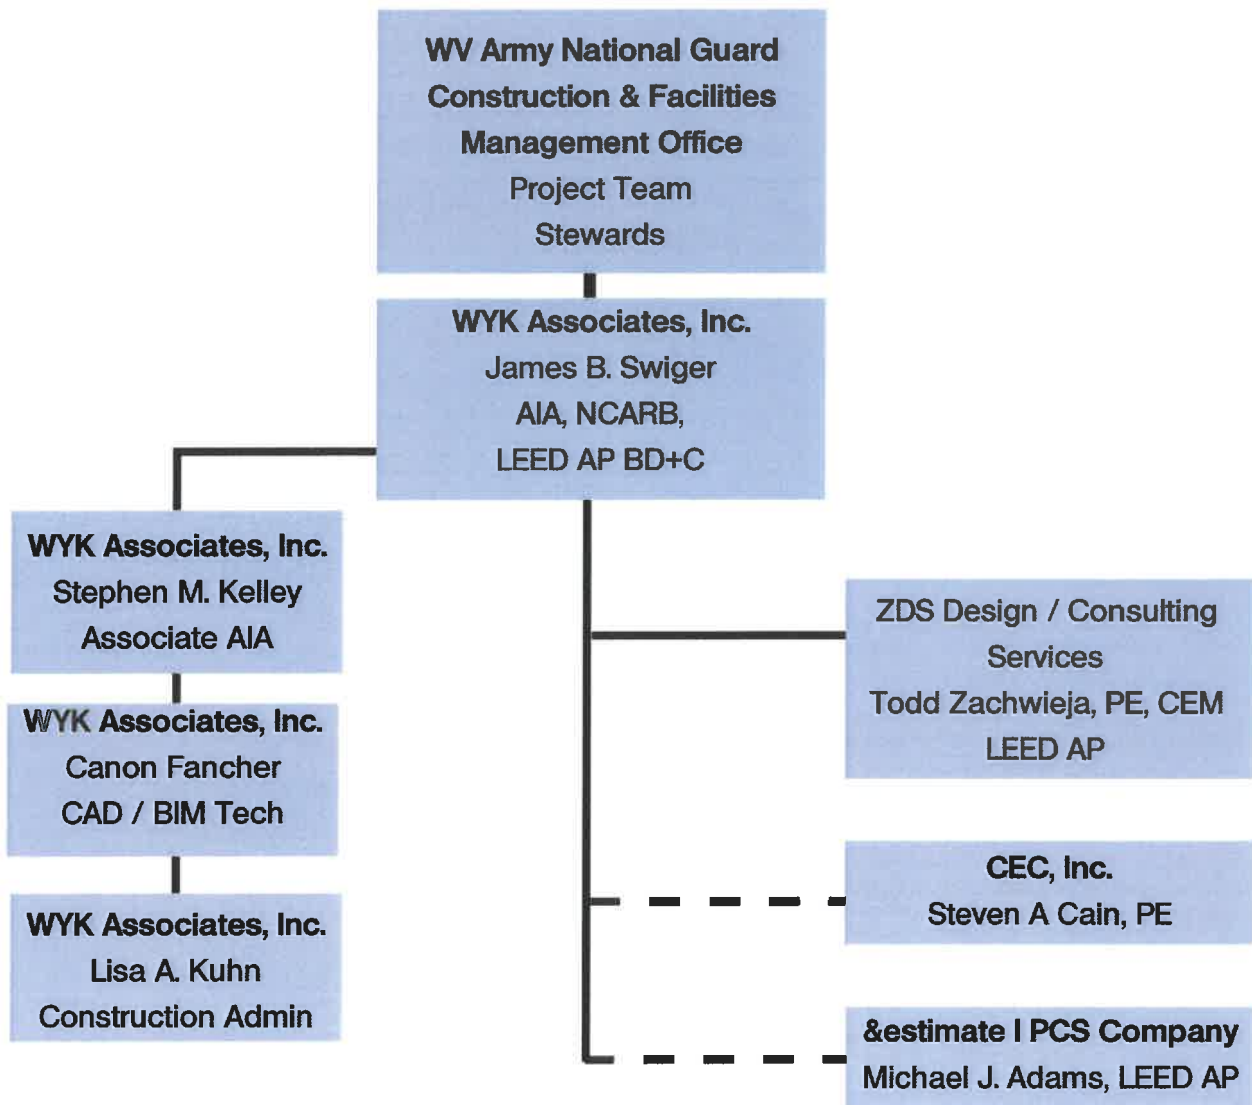 WV Army National Guard
Construction & Facilities
Management Office
Project Team
Stewards
WYK Associates, Inc.
James B. Swiger
AIA, NCARB,
LEED AP BD+C
WYK Associates, Inc.
Stephen M. Kelley
Associate AIA
WYK Associates, Inc.
Canon Fancher
CAD / BIM Tech
WYK Associates, Inc.
Lisa A. Kuhn
Construction Admin
ZDS Design / Consulting
Services
Todd Zachwieja, PE, CEM
LEED AP
CEC, Inc.
Steven A Cain, PE
&estimate I PCS Company
Michael J. Adams, LEED AP